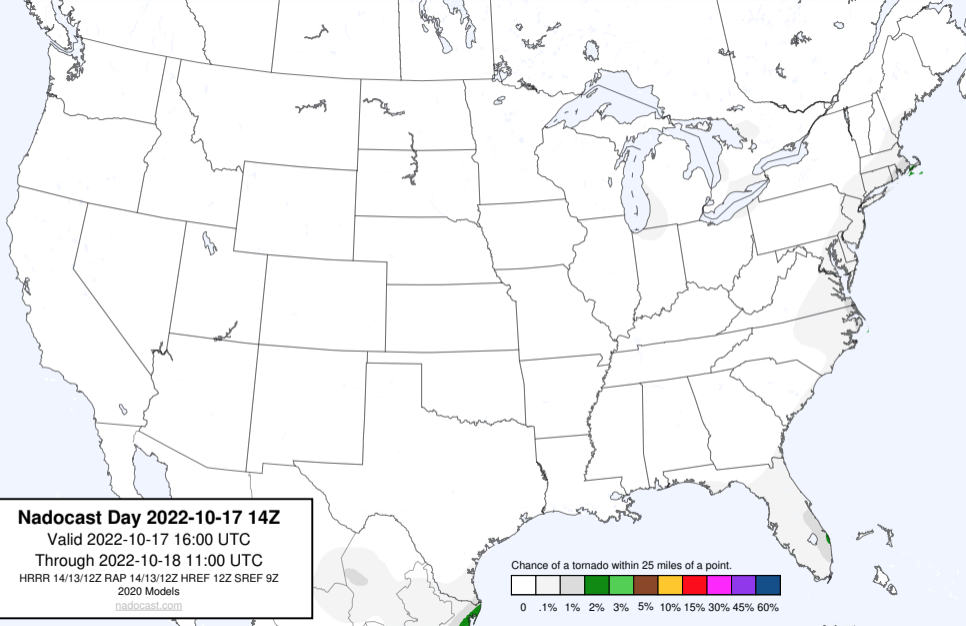 Nadocast Day 2022-10-17 14Z
Valid 2022-10-17 16:00 UTC
Through 2022-10-18 11:00 UTC
HRRR 14/13/12Z RAP 14/13/12Z HREF 12Z SREF 9Z
2020 Models
nadocast.com
Chance of a tornado within 25 miles of a point.
0 .1% 1% 2% 3% 5% 10% 15% 30% 45% 60%